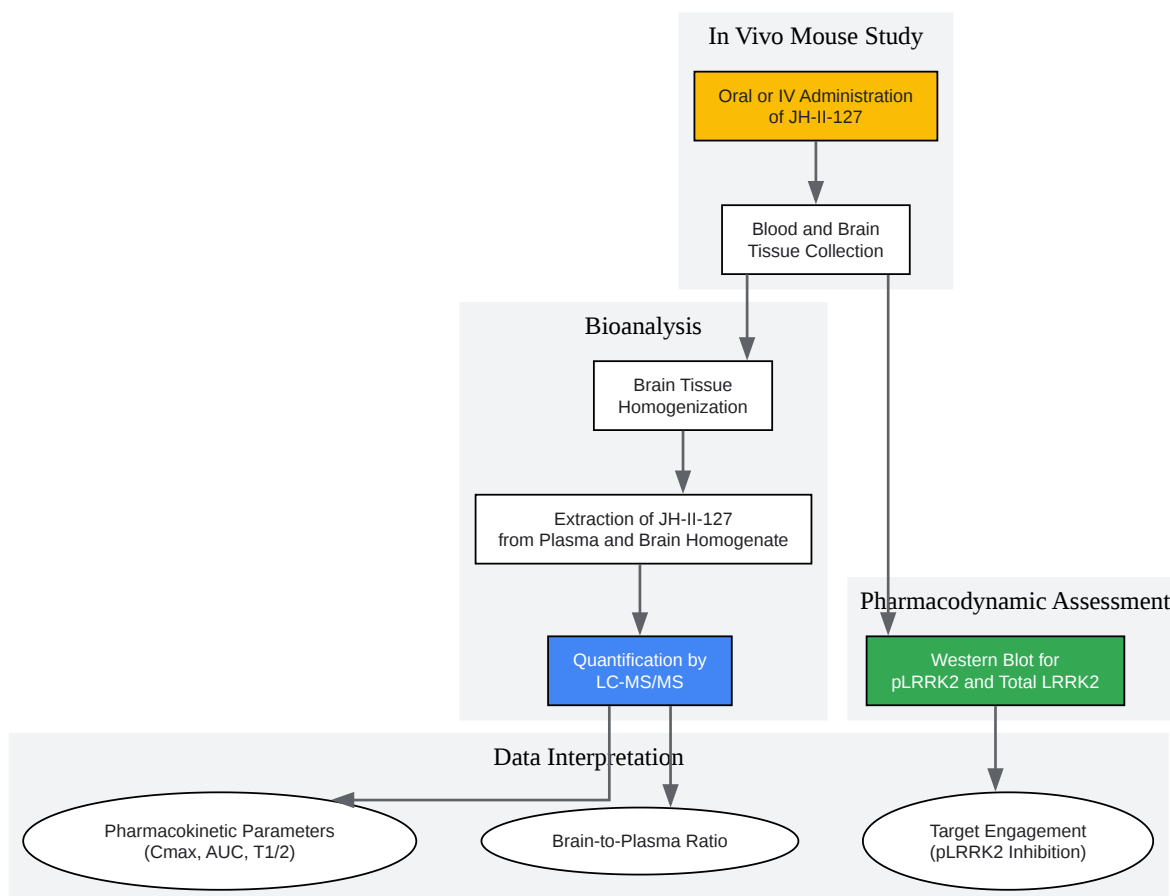 In Vivo Mouse Study
Oral or IV Administration
of JH-II-127
Blood and Brain
Tissue Collection
Bioanalysis
Brain Tissue
Homogenization
Extraction of JH-II-127
from Plasma and Brain Homogenate
Quantification by
LC-MS/MS
Pharmacodynamic Assessment
Western Blot for
pLRRK2 and Total LRRK2
Data Interpretation
Pharmacokinetic Parameters
(Cmax, AUC, T1/2)
Brain-to-Plasma Ratio
Target Engagement
(pLRRK2 Inhibition)